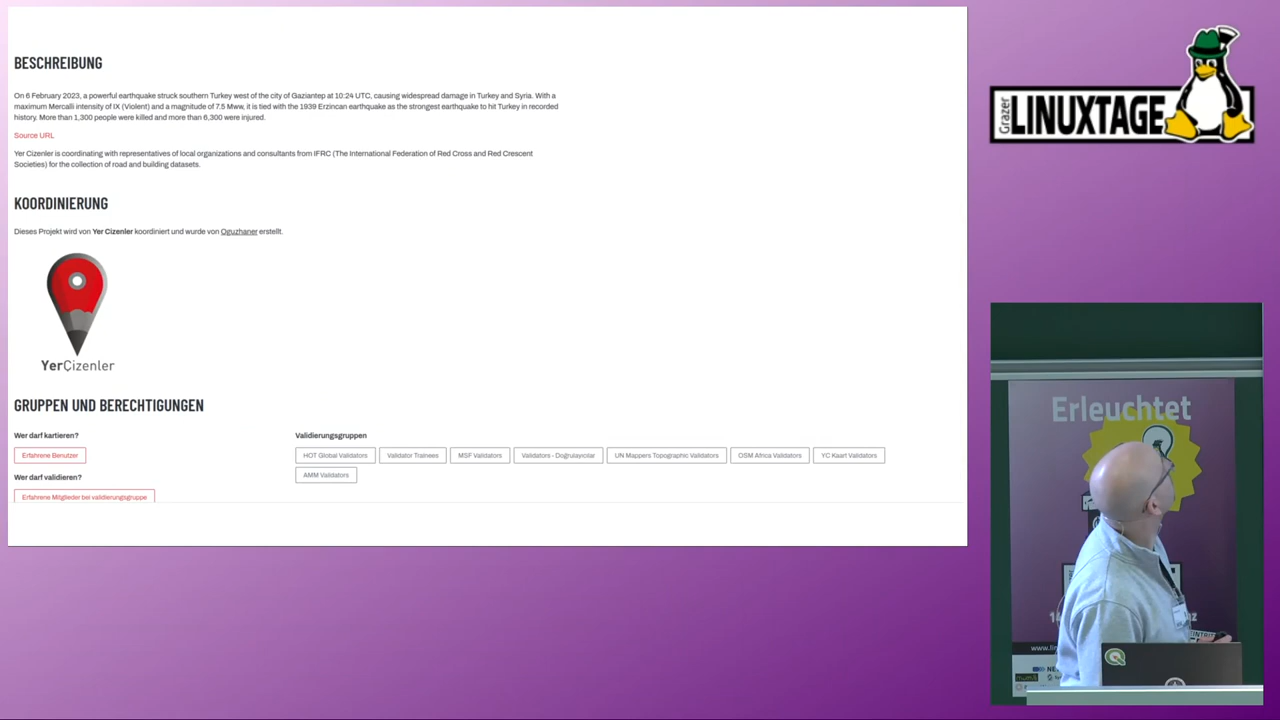 BESCHREIBUNG
On 6 February 2023, a powerful earthquake struck southern Turkey west of the city of Gaziantep at 10:24 UTC, causing widespread damage in Turkey and Syria. With a
maximum Mercalli intensity of IX (Violent) and a magnitude of 7.5 Mww, it is tied with the 1939 Erzincan earthquake as the strongest earthquake to hit Turkey in recorded
history. More than 1,300 people were killed and more than 6,300 were injured.
Source URL
Yer Cizenler is coordinating with representatives of local organizations and consultants from IFRC (The International Federation of Red Cross and Red Crescent
Societies) for the collection of road and building datasets.
KOORDINIERUNG
Dieses Projekt wird von Yer Cizenler koordiniert und wurde von Oguzhaner erstellt.
YerÇizenler
GRUPPEN UND BERECHTIGUNGEN
Wer darf kartieren?
Erfahrene Benutzer
Wer darf validieren?
Erfahrene Mitglieder bei validierungsgruppe
Validierungsgruppen
HOT Global Validators
Validator Trainees
MSF Validators
Validators - Doğrulayıcılar
UN Mappers Topographic Validators
OSM Africa Validators
YC Kaart Validators
AMM Validators
Grazer
LINUXTAGE
Erleuchtet